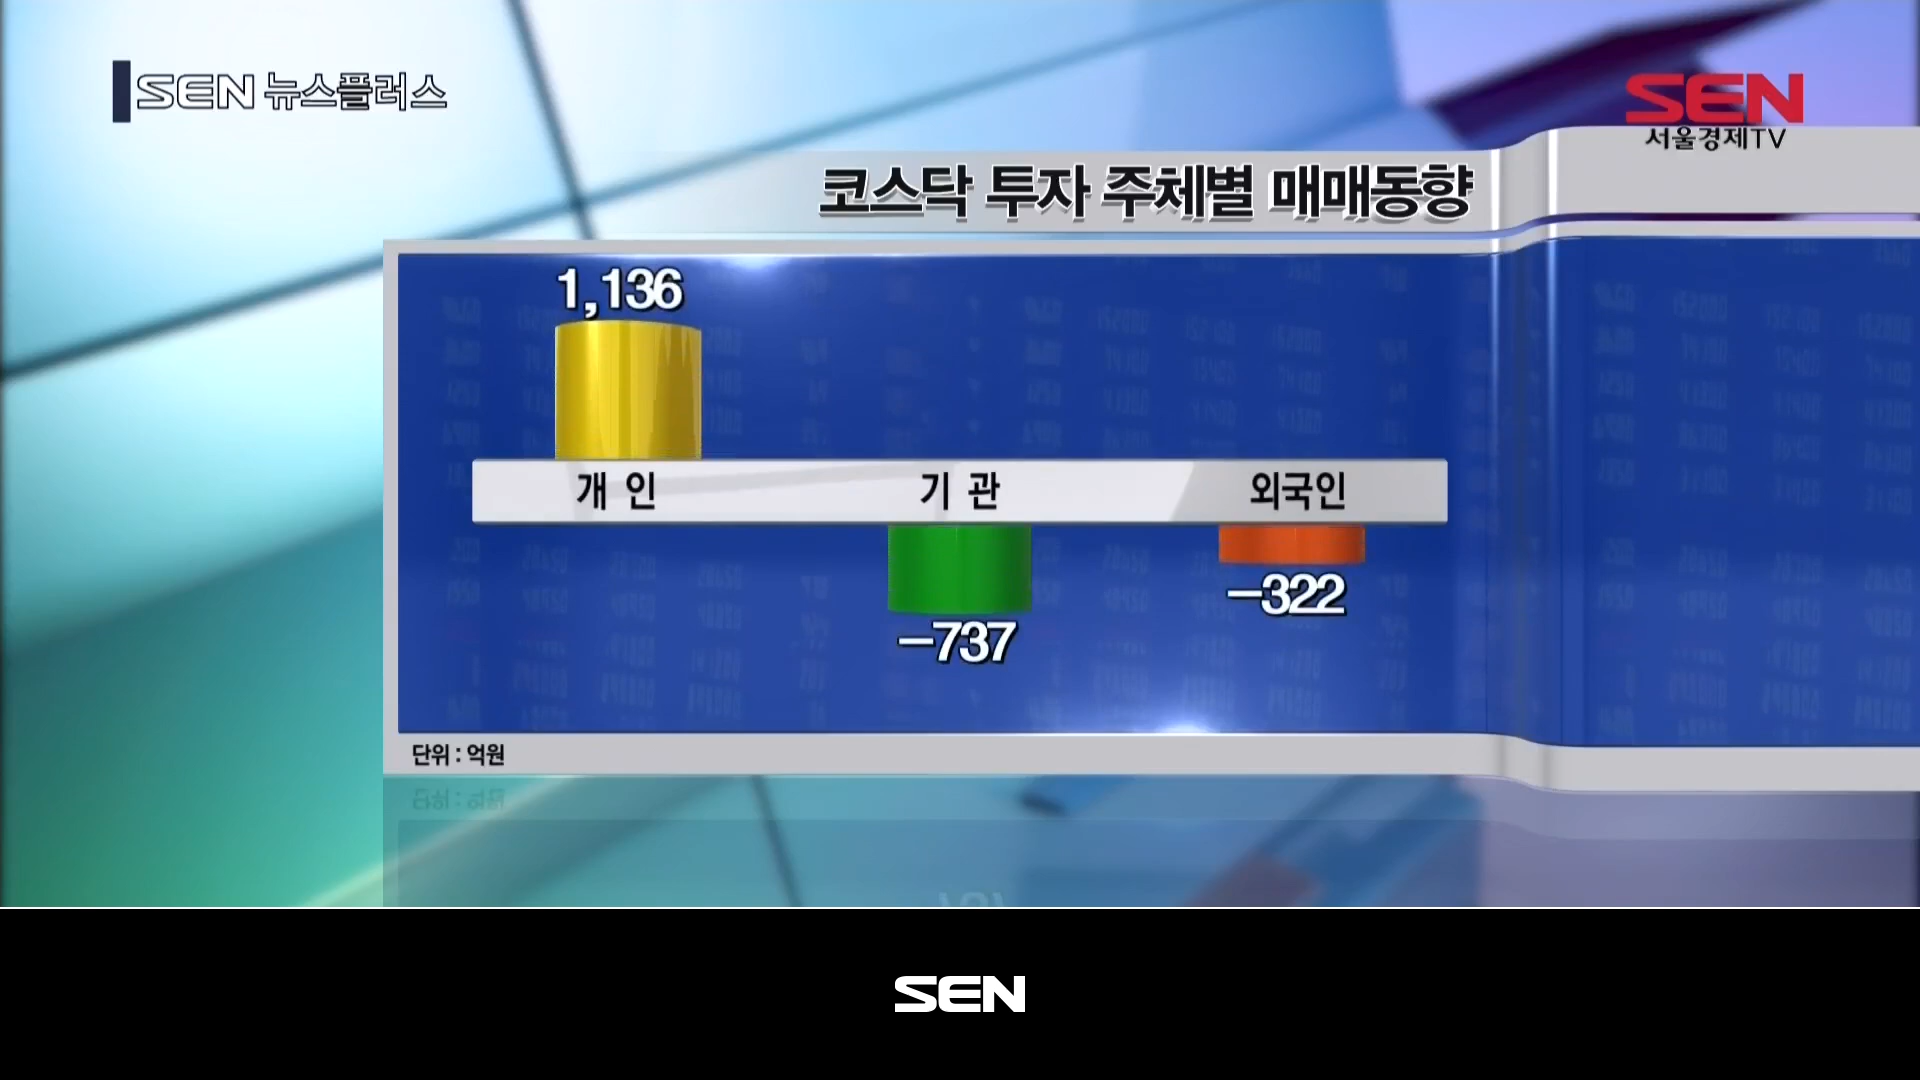 SEN 뉴스플러스
SEN
서울경제TV
코스닥 투자 주체별 매매동향
1,136
개 인
기 관
외국인
-737
-322
단위 : 억원
SEN